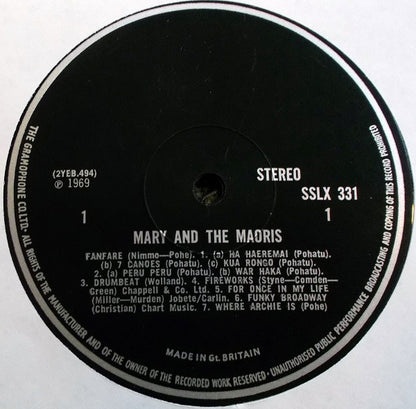 (2YEB.494)
℗ 1969
STEREO
SSLX 331
1
1
MARY AND THE MAORIS
FANFARE (Nimmo—Pohe). 1. (a) HA HAEREMAI (Pohatu).
(b) 7 CANOES (Pohatu). (c) KUA RONGO (Pohatu).
2. (a) PERU PERU (Pohatu). (b) WAR HAKA (Pohatu).
3. DRUMBEAT (Wolland). 4. FIREWORKS (Styne—Comden—
Green) Chappell & Co. Ltd. 5. FOR ONCE IN MY LIFE
(Miller—Murden) Jobete/Carlin. 6. FUNKY BROADWAY
(Christian) Chart Music. 7. WHERE ARCHIE IS (Pohe)
MADE IN Gt. BRITAIN
THE GRAMOPHONE CO. LTD. · ALL RIGHTS OF THE MANUFACTURER AND OF THE OWNER OF THE RECORDED WORK RESERVED · UNAUTHORISED PUBLIC PERFORMANCE BROADCASTING AND COPYING OF THIS RECORD PROHIBITED